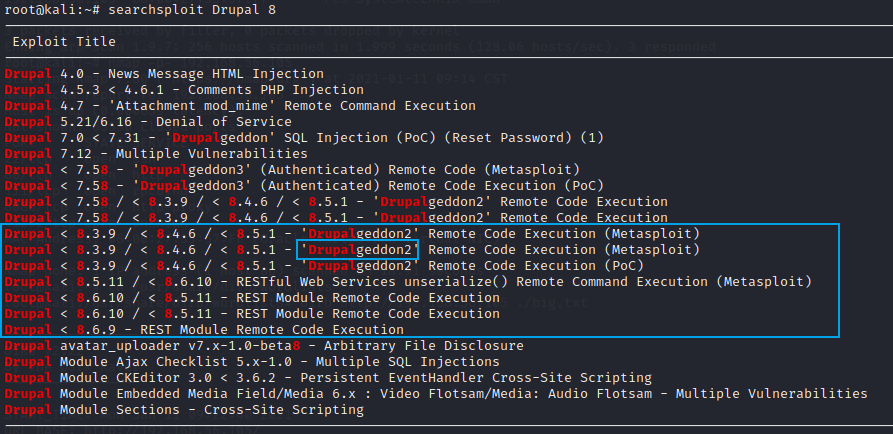 root@kali:~# searchsploit Drupal 8
Exploit Title
Drupal 4.0 - News Message HTML Injection
Drupal 4.5.3 < 4.6.1 - Comments PHP Injection
Drupal 4.7 - 'Attachment mod_mime' Remote Command Execution
Drupal 5.21/6.16 - Denial of Service
Drupal 7.0 < 7.31 - 'Drupalgeddon' SQL Injection (PoC) (Reset Password) (1)
Drupal 7.12 - Multiple Vulnerabilities
Drupal < 7.58 - 'Drupalgeddon3' (Authenticated) Remote Code (Metasploit)
Drupal < 7.58 - 'Drupalgeddon3' (Authenticated) Remote Code Execution (PoC)
Drupal < 7.58 / < 8.3.9 / < 8.4.6 / < 8.5.1 - 'Drupalgeddon2' Remote Code Execution
Drupal < 7.58 / < 8.3.9 / < 8.4.6 / < 8.5.1 - 'Drupalgeddon2' Remote Code Execution
Drupal < 8.3.9 / < 8.4.6 / < 8.5.1 - 'Drupalgeddon2' Remote Code Execution (Metasploit)
Drupal < 8.3.9 / < 8.4.6 / < 8.5.1 - 'Drupalgeddon2' Remote Code Execution (Metasploit)
Drupal < 8.3.9 / < 8.4.6 / < 8.5.1 - 'Drupalgeddon2' Remote Code Execution (PoC)
Drupal < 8.5.11 / < 8.6.10 - RESTful Web Services unserialize() Remote Command Execution (Metasploit)
Drupal < 8.6.10 / < 8.5.11 - REST Module Remote Code Execution
Drupal < 8.6.10 / < 8.5.11 - REST Module Remote Code Execution
Drupal < 8.6.9 - REST Module Remote Code Execution
Drupal avatar_uploader v7.x-1.0-beta8 - Arbitrary File Disclosure
Drupal Module Ajax Checklist 5.x-1.0 - Multiple SQL Injections
Drupal Module CKEditor 3.0 < 3.6.2 - Persistent EventHandler Cross-Site Scripting
Drupal Module Embedded Media Field/Media 6.x : Video Flotsam/Media: Audio Flotsam - Multiple Vulnerabilities
Drupal Module Sections - Cross-Site Scripting